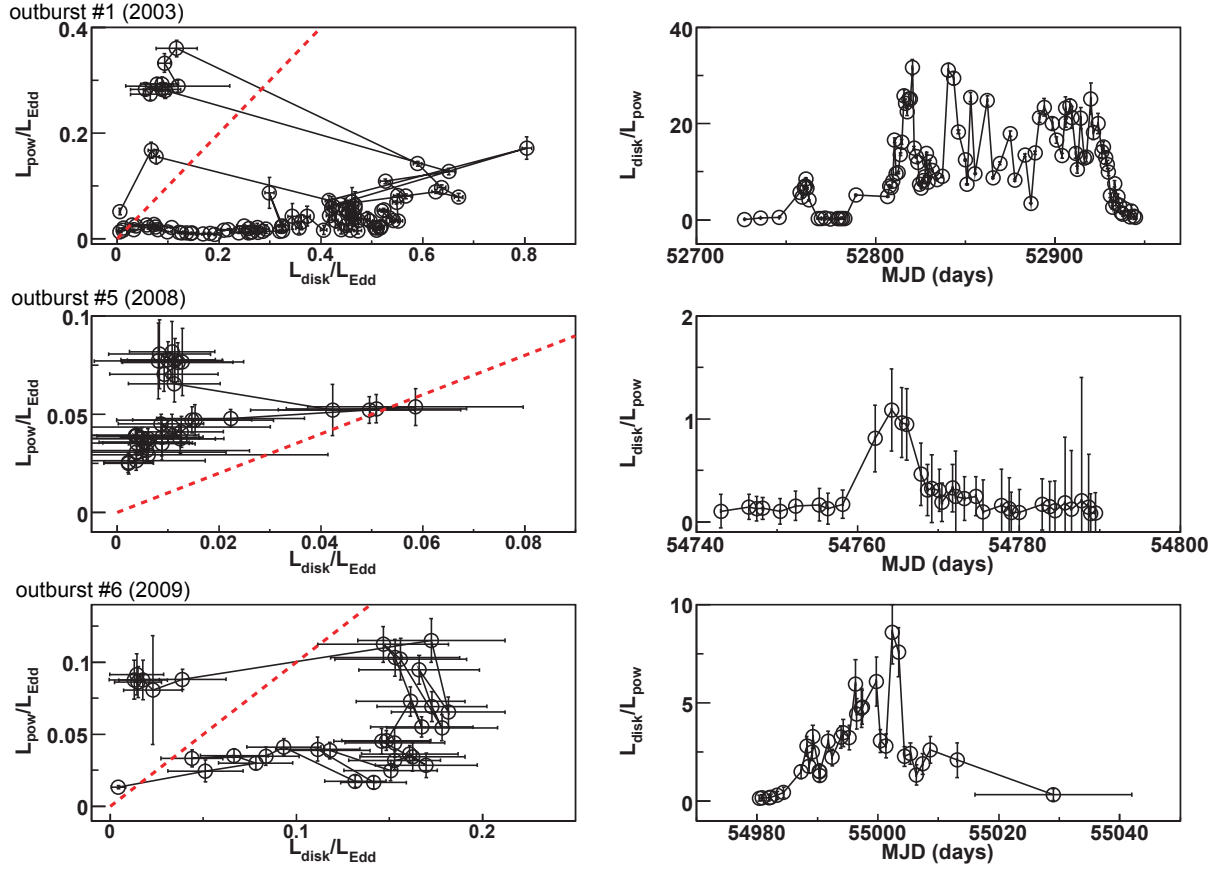 outburst #1 (2003)
0.4
0.2
0
L_pow/L_Edd
0 0.2 0.4 0.6 0.8
L_disk/L_Edd
40
20
0
L_disk/L_pow
52700 52800 52900
MJD (days)
outburst #5 (2008)
0.1
0.05
0
L_pow/L_Edd
0 0.02 0.04 0.06 0.08
L_disk/L_Edd
2
1
0
L_disk/L_pow
54740 54760 54780 54800
MJD (days)
outburst #6 (2009)
0.1
0.05
0
L_pow/L_Edd
0 0.1 0.2
L_disk/L_Edd
10
5
0
L_disk/L_pow
54980 55000 55020 55040
MJD (days)